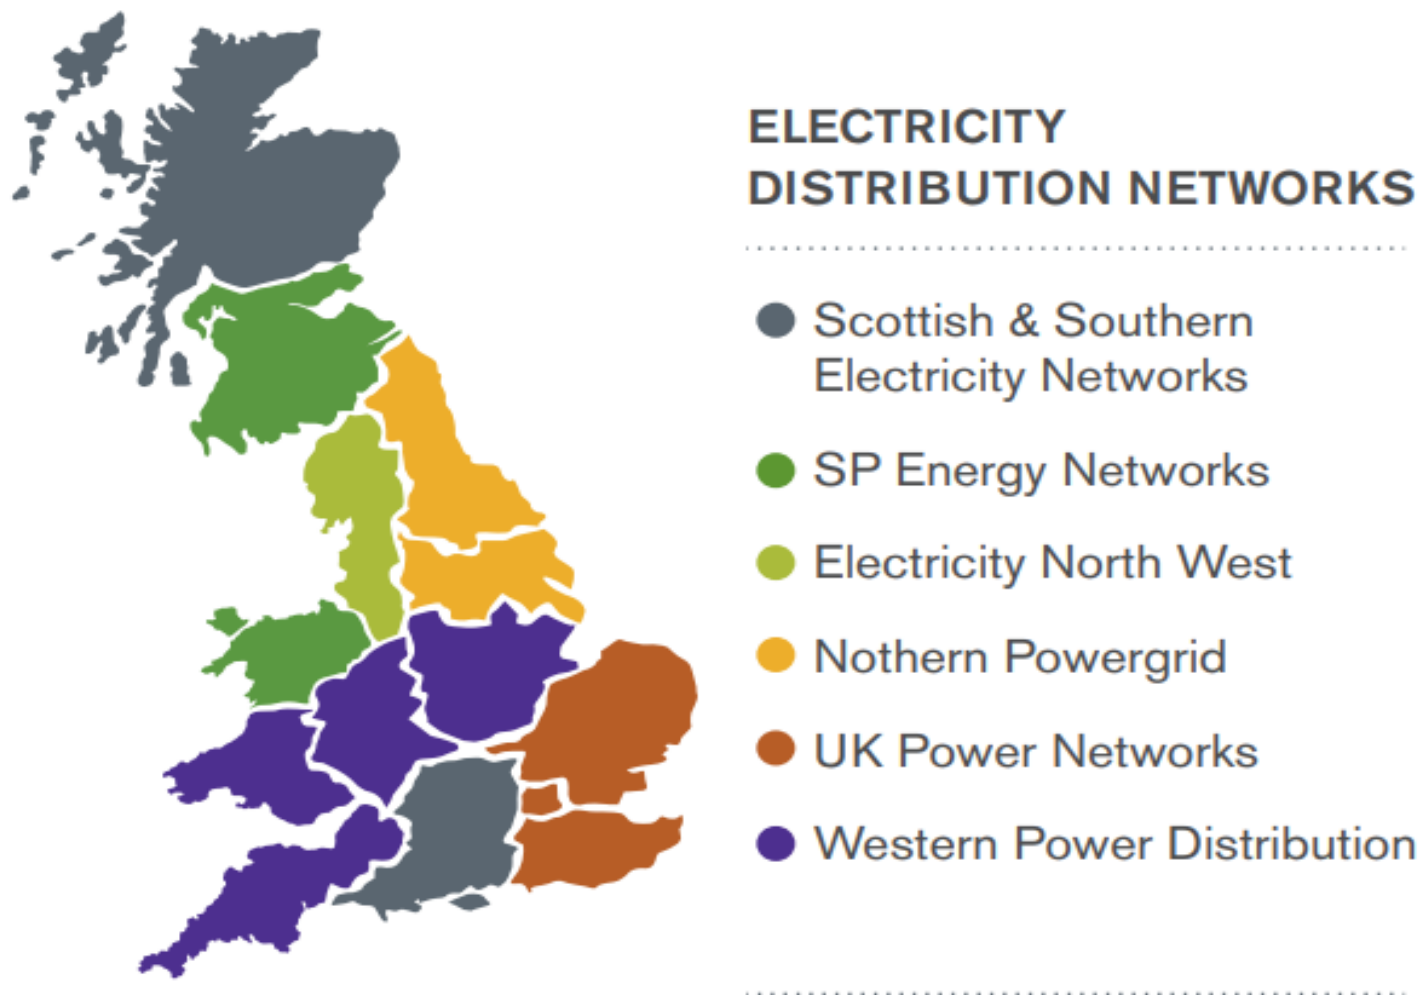 ELECTRICITY
DISTRIBUTION NETWORKS
Scottish & Southern
Electricity Networks
SP Energy Networks
Electricity North West
Nothern Powergrid
UK Power Networks
Western Power Distribution